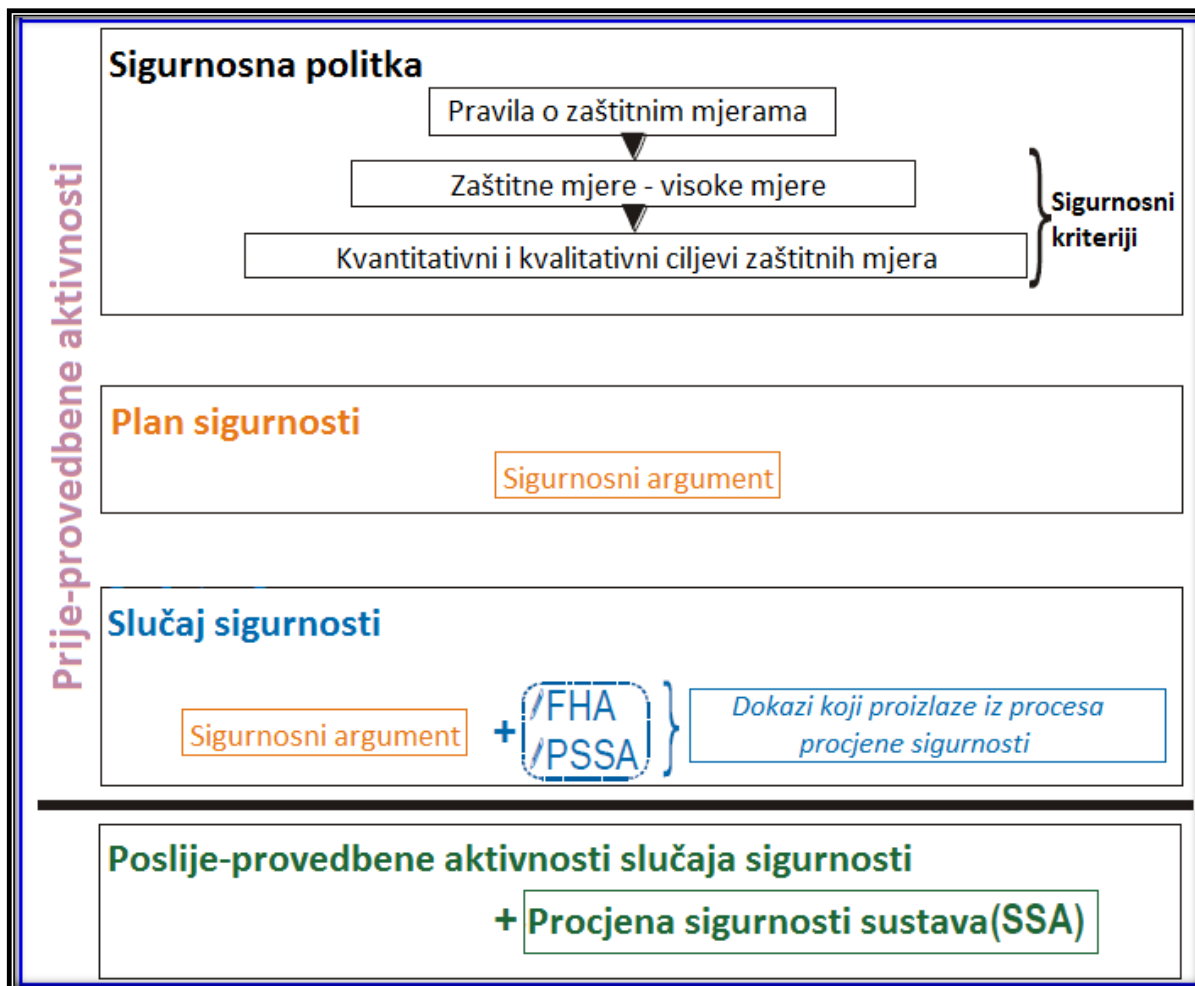 Prije-provedbene aktivnosti
Sigurnosna politka
Pravila o zaštitnim mjerama
Zaštitne mjere - visoke mjere
Kvantitativni i kvalitativni ciljevi zaštitnih mjera
Sigurnosni
kriteriji
Plan sigurnosti
Sigurnosni argument
Slučaj sigurnosti
Sigurnosni argument
+
FHA
PSSA
Dokazi koji proizlaze iz procesa
procjene sigurnosti
Poslije-provedbene aktivnosti slučaja sigurnosti
+ Procjena sigurnosti sustava(SSA)